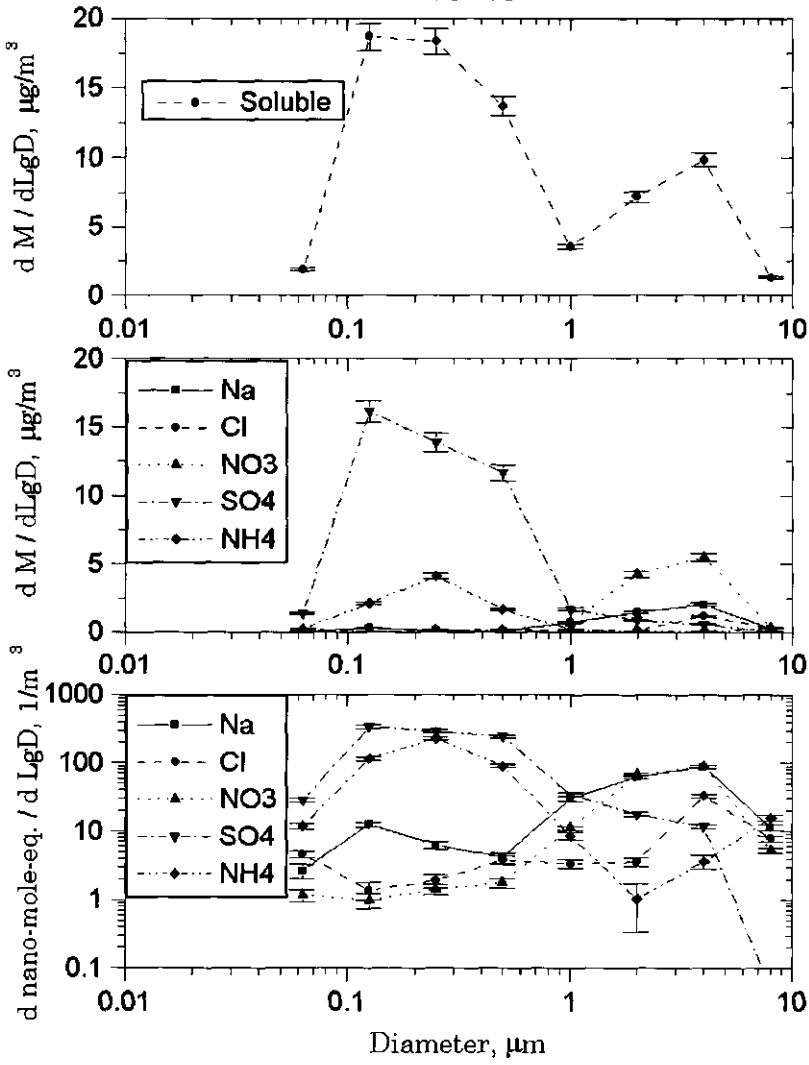 20
15
10
5
0
d M / dLgD, µg/m³
Soluble
0.01 0.1 1 10
20
15
10
5
0
d M / dLgD, µg/m³
Na
Cl
NO3
SO4
NH4
0.01 0.1 1 10
1000
100
10
1
0.1
d nano-mole-eq. / d LgD, 1/m³
Na
Cl
NO3
SO4
NH4
0.01 0.1 1 10
Diameter, µm